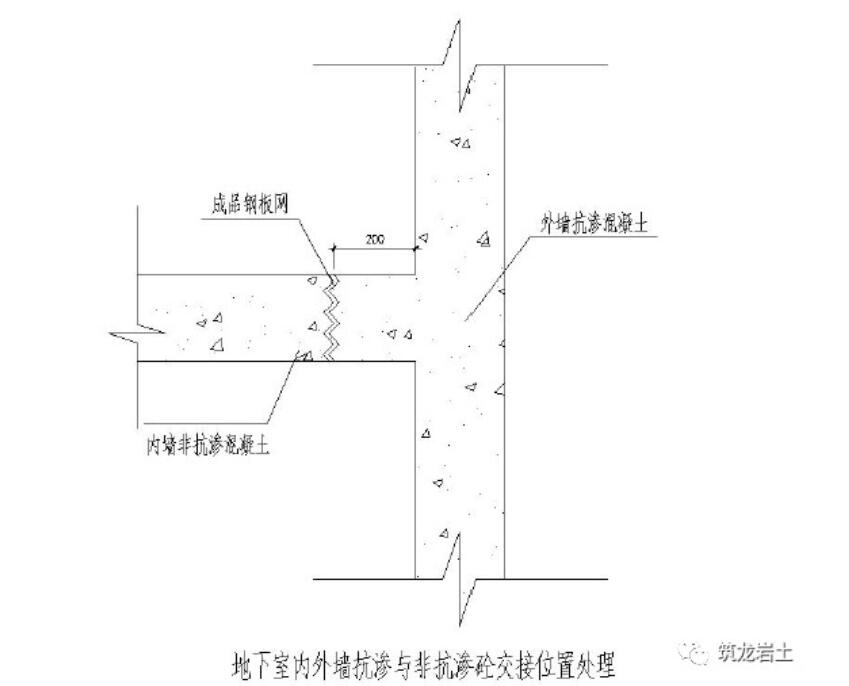 成品钢板网
200
外墙抗渗混凝土
内墙非抗渗混凝土
地下室内外墙抗渗与非抗渗砼交接位置处理
筑龙岩土